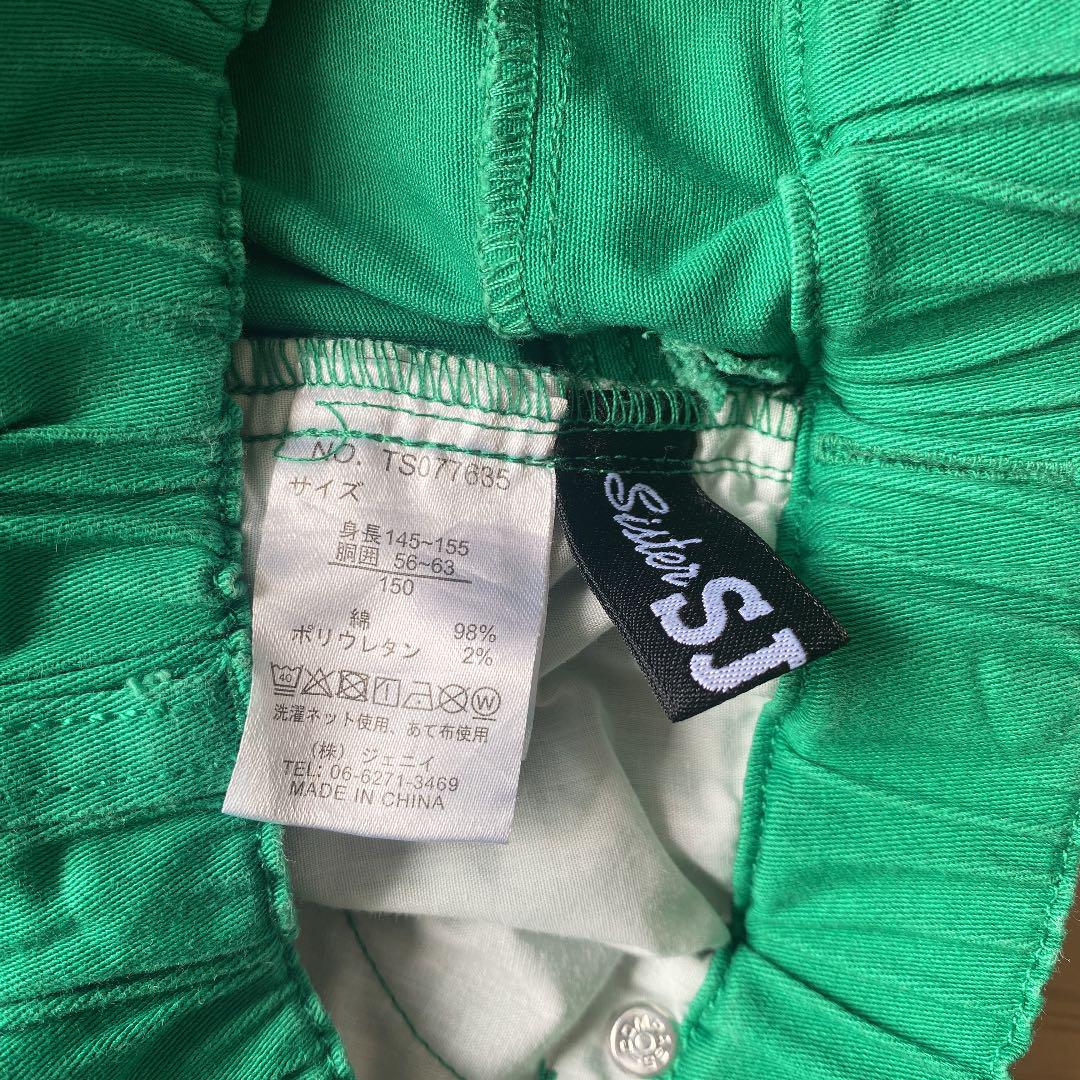 NO. TS077635
サイズ
身長145~155
胴囲 56~63
150
綿 98%
ポリウレタン 2%
40
W
洗濯ネット使用、あて布使用
(株) ジェニイ
TEL: 06-6271-3469
MADE IN CHINA
Sister
SJ